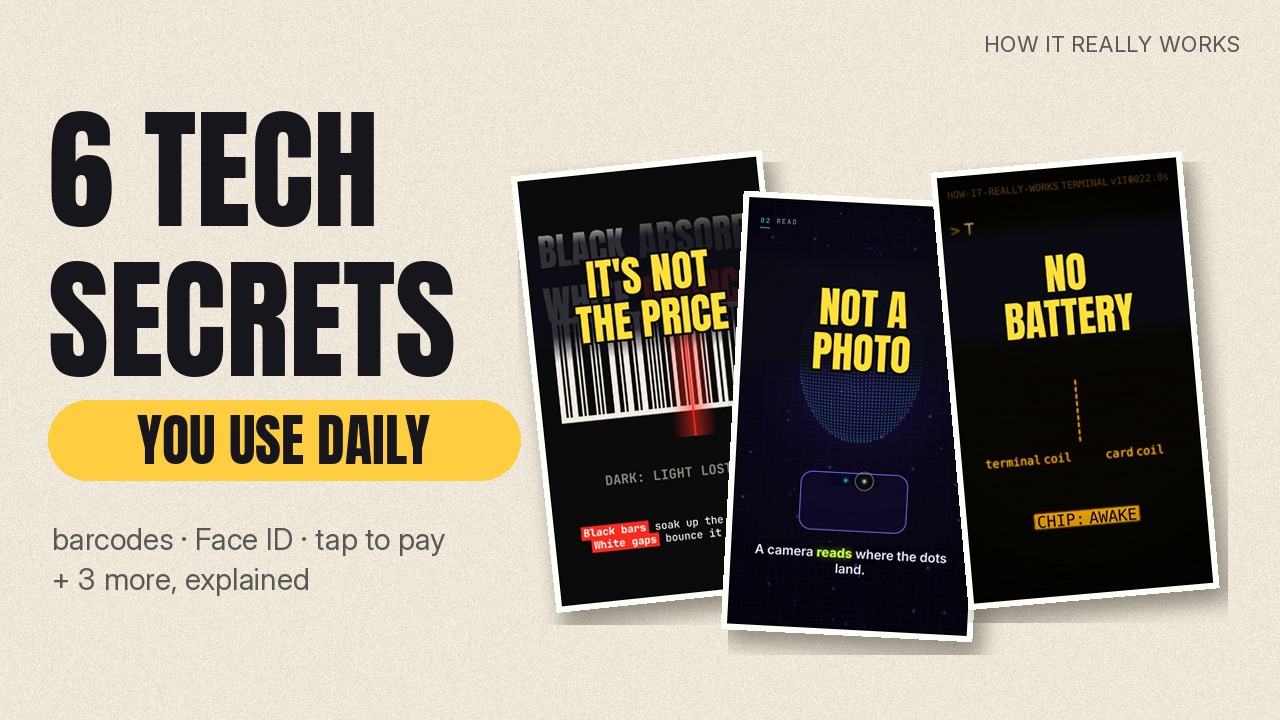 HOW IT REALLY WORKS
6 TECH
SECRETS
YOU USE DAILY
barcodes · Face ID · tap to pay
+ 3 more, explained
BLACK ABSORB
IT'S NOT
THE PRICE
DARK: LIGHT LOST
Black bars soak up the
White gaps bounce it
02 READ
NOT A
PHOTO
A camera reads where the dots
land.
HOW-IT-REALLY-WORKS TERMINAL
> T
NO
BATTERY
terminal coil
card coil
CHIP: AWAKE